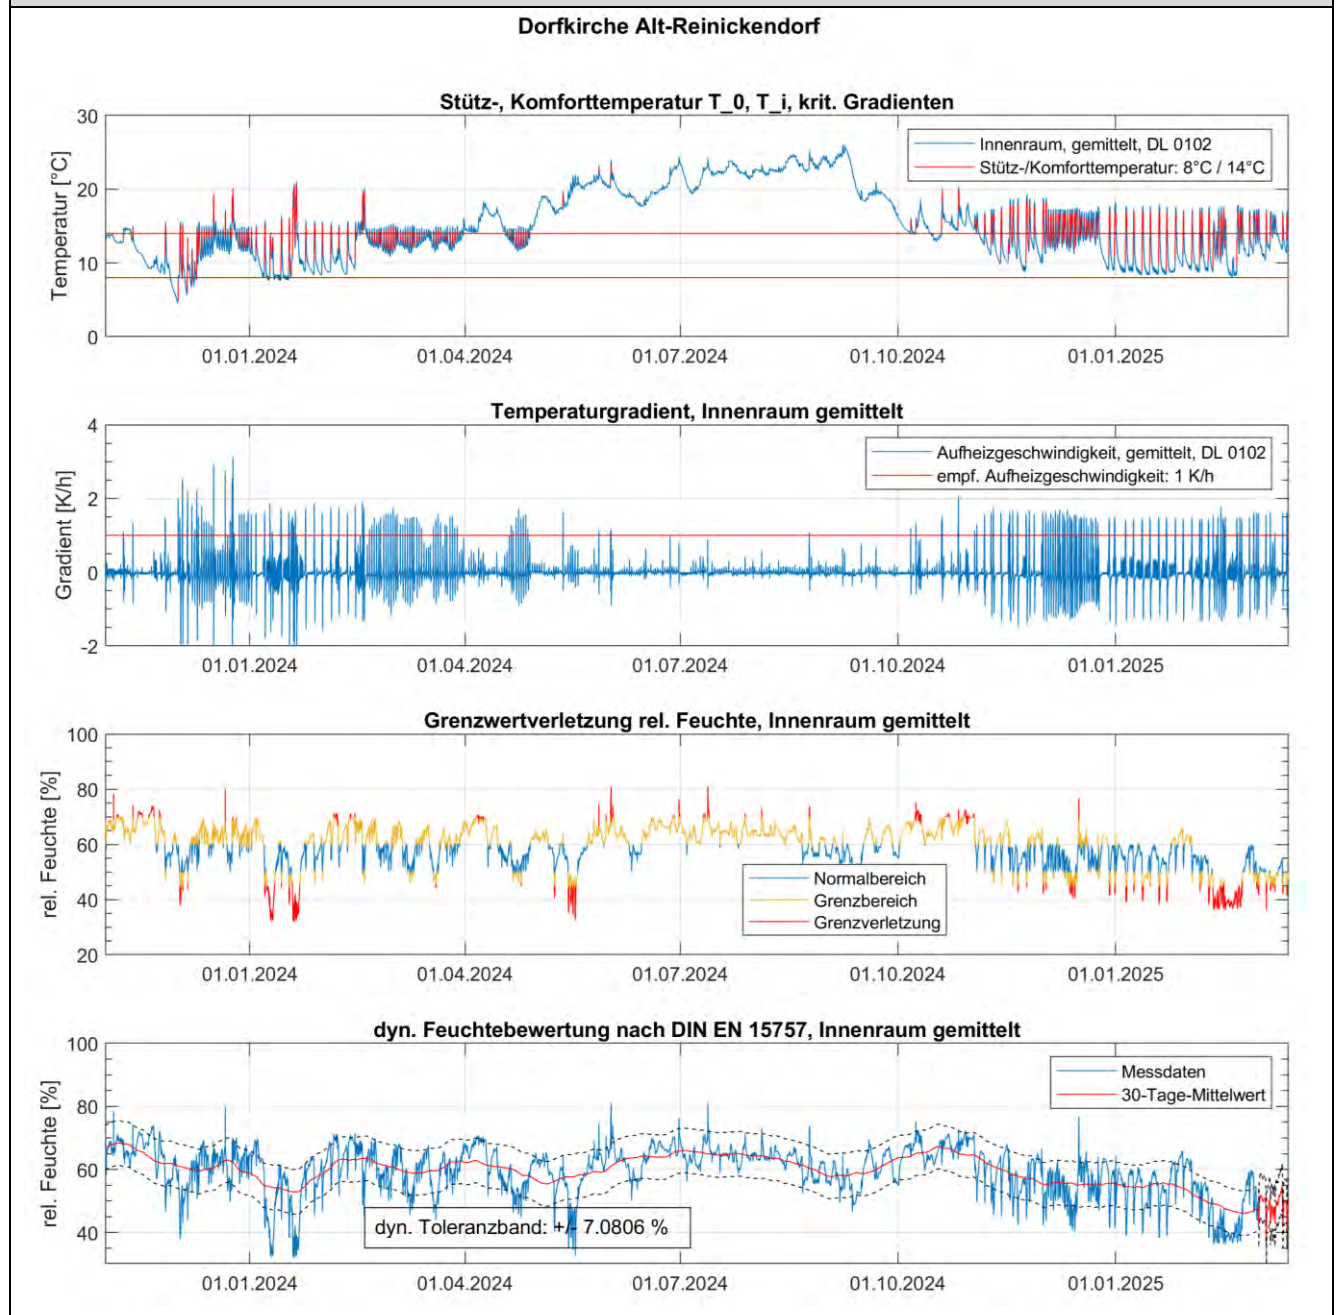 Dorfkirche Alt-Reinickendorf
Stütz-, Komforttemperatur T_0, T_i, krit. Gradienten
Temperatur [°C]
30
20
10
0
Innenraum, gemittelt, DL 0102
Stütz-/Komforttemperatur: 8°C / 14°C
01.01.2024 01.04.2024 01.07.2024 01.10.2024 01.01.2025
Temperaturgradient, Innenraum gemittelt
Gradient [K/h]
4
2
0
-2
Aufheizgeschwindigkeit, gemittelt, DL 0102
empf. Aufheizgeschwindigkeit: 1 K/h
01.01.2024 01.04.2024 01.07.2024 01.10.2024 01.01.2025
Grenzwertverletzung rel. Feuchte, Innenraum gemittelt
rel. Feuchte [%]
100
80
60
40
20
Normalbereich
Grenzbereich
Grenzverletzung
01.01.2024 01.04.2024 01.07.2024 01.10.2024 01.01.2025
dyn. Feuchtebewertung nach DIN EN 15757, Innenraum gemittelt
rel. Feuchte [%]
100
80
60
40
Messdaten
30-Tage-Mittelwert
dyn. Toleranzband: +/- 7.0806 %
01.01.2024 01.04.2024 01.07.2024 01.10.2024 01.01.2025